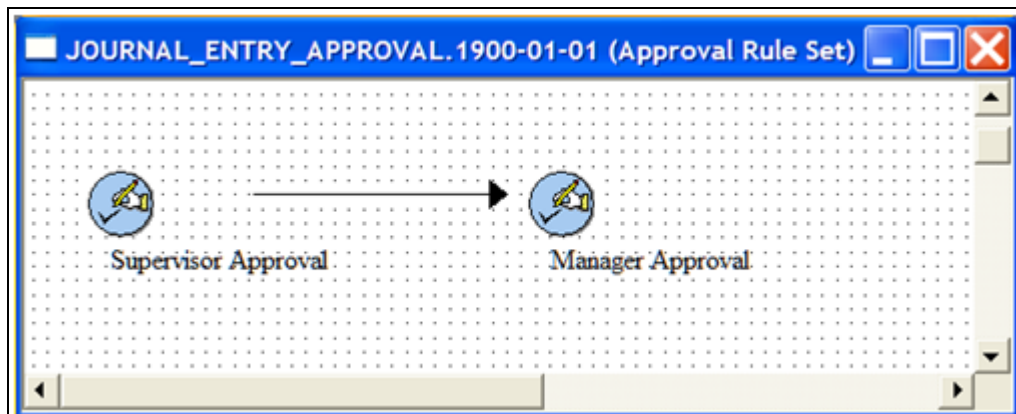 JOURNAL_ENTRY_APPROVAL.1900-01-01 (Approval Rule Set)
Supervisor Approval
Manager Approval